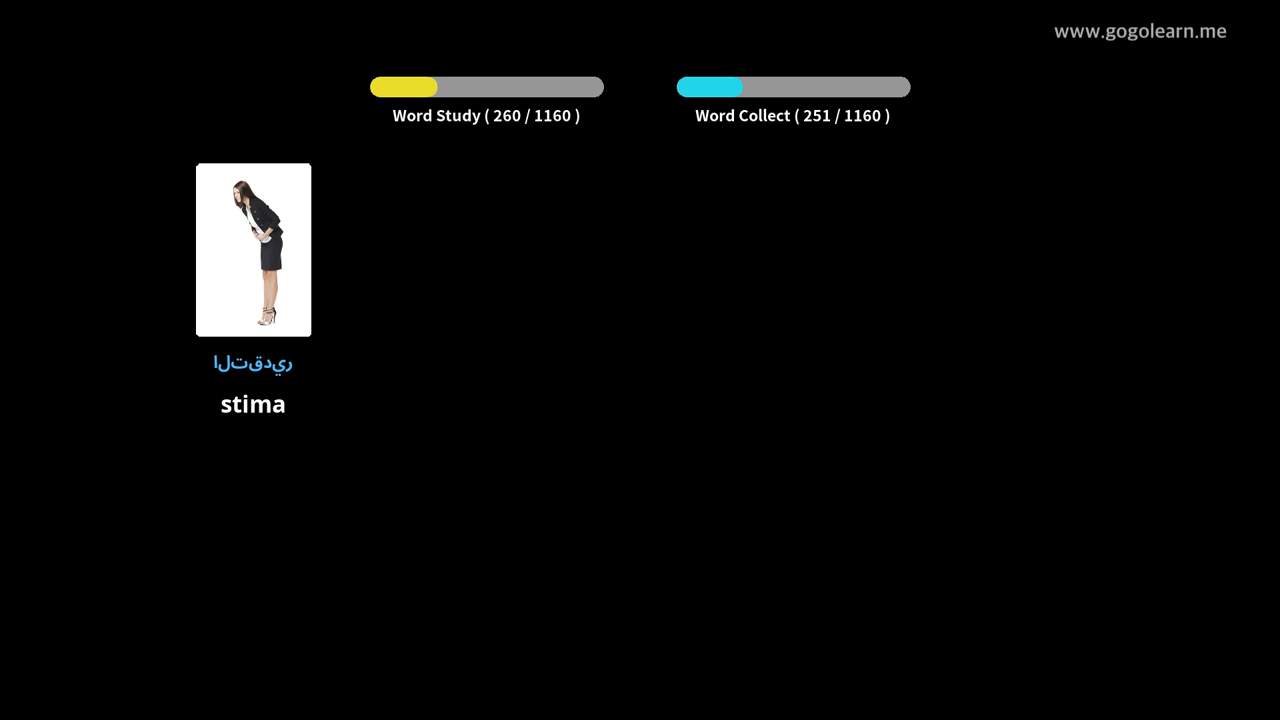 www.gogolearn.me
Word Study ( 260 / 1160 )
Word Collect ( 251 / 1160 )
التقدير
stima